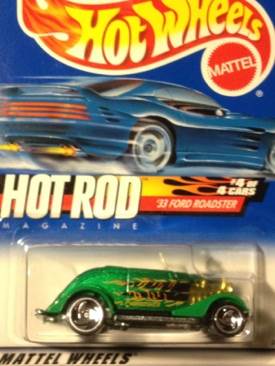 Hot Wheels
MATTEL
HOT ROD
MAGAZINE
#4 OF
4 CARS
'33 FORD ROADSTER
MATTEL WHEELS